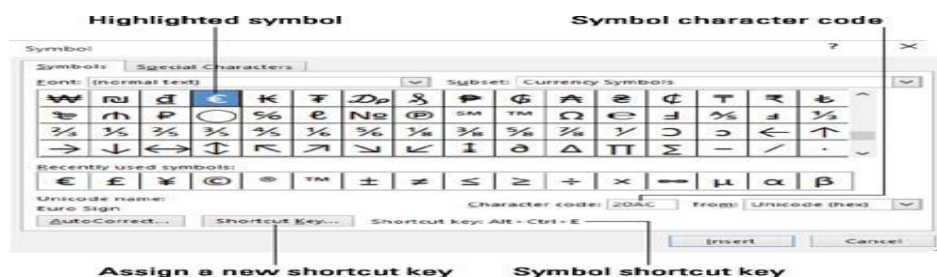 Highlighted symbol Symbol character code
Symbol ? ×
Symbols Special Characters
Font: (normal text) Subset: Currency Symbols
₩ ₪ ₫ € ₭ ₮ ₯ ₰ ₱ ₲ ₳ ₴ ₵ ₸ ₹ ₺
₼ ₽ ⅍ ℓ № ℗ ℠ ™ Ω ℮ Ⅎ ⅎ
⅔ ⅕ ⅖ ⅗ ⅘ ⅙ ⅚ ⅛ ⅜ ⅝ ⅞ ⅟ Ↄ ↄ ← ↑
→ ↓ ↔ ↕ ↖ ↗ ↘ ↙ ↨ ∂ ∆ ∏ ∑ − ∕ ∙
Recently used symbols:
€ £ ¥ © ® ™ ± ≠ ≤ ≥ ÷ × ∞ µ α β
Unicode name:
Euro Sign Character code: 20AC from: Unicode (hex)
AutoCorrect... Shortcut Key... Shortcut key: Alt+Ctrl+E
Insert Cancel
Assign a new shortcut key Symbol shortcut key